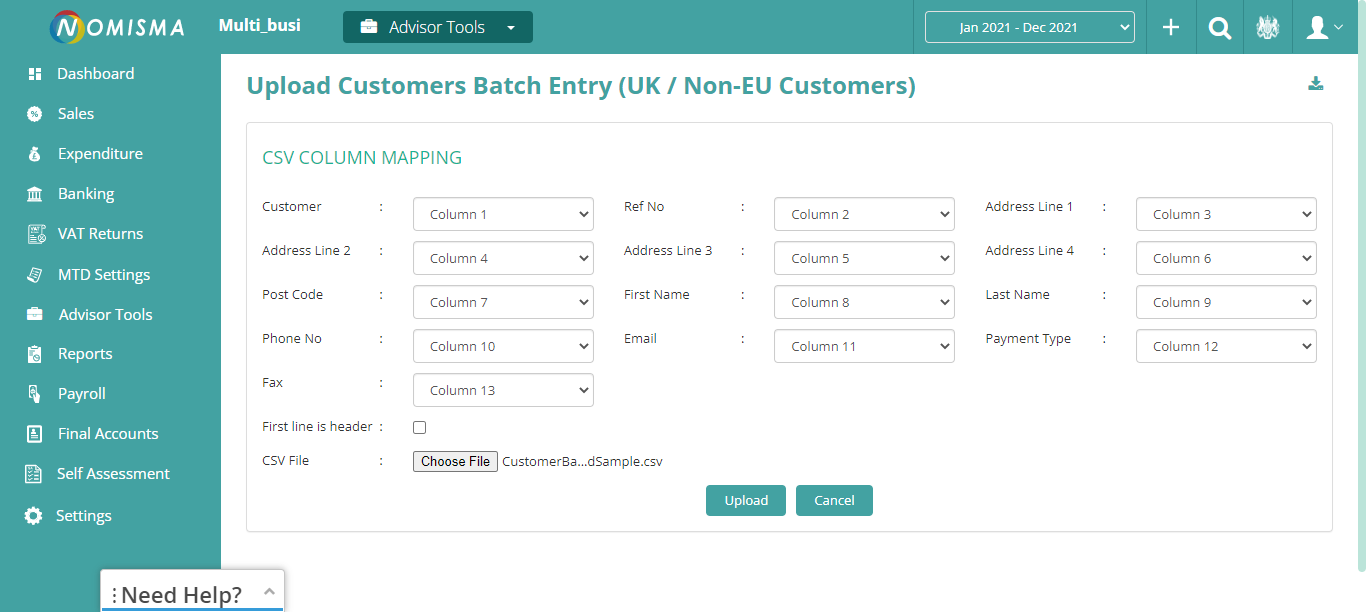 NOMISMA Multi_busi Advisor Tools Jan 2021 - Dec 2021
Dashboard
Sales
Expenditure
Banking
VAT Returns
MTD Settings
Advisor Tools
Reports
Payroll
Final Accounts
Self Assessment
Settings
Upload Customers Batch Entry (UK / Non-EU Customers)
CSV COLUMN MAPPING
Customer : Column 1 Ref No : Column 2 Address Line 1 : Column 3
Address Line 2 : Column 4 Address Line 3 : Column 5 Address Line 4 : Column 6
Post Code : Column 7 First Name : Column 8 Last Name : Column 9
Phone No : Column 10 Email : Column 11 Payment Type : Column 12
Fax : Column 13
First line is header :
CSV File : Choose File CustomerBa...dSample.csv
Upload Cancel
Need Help?